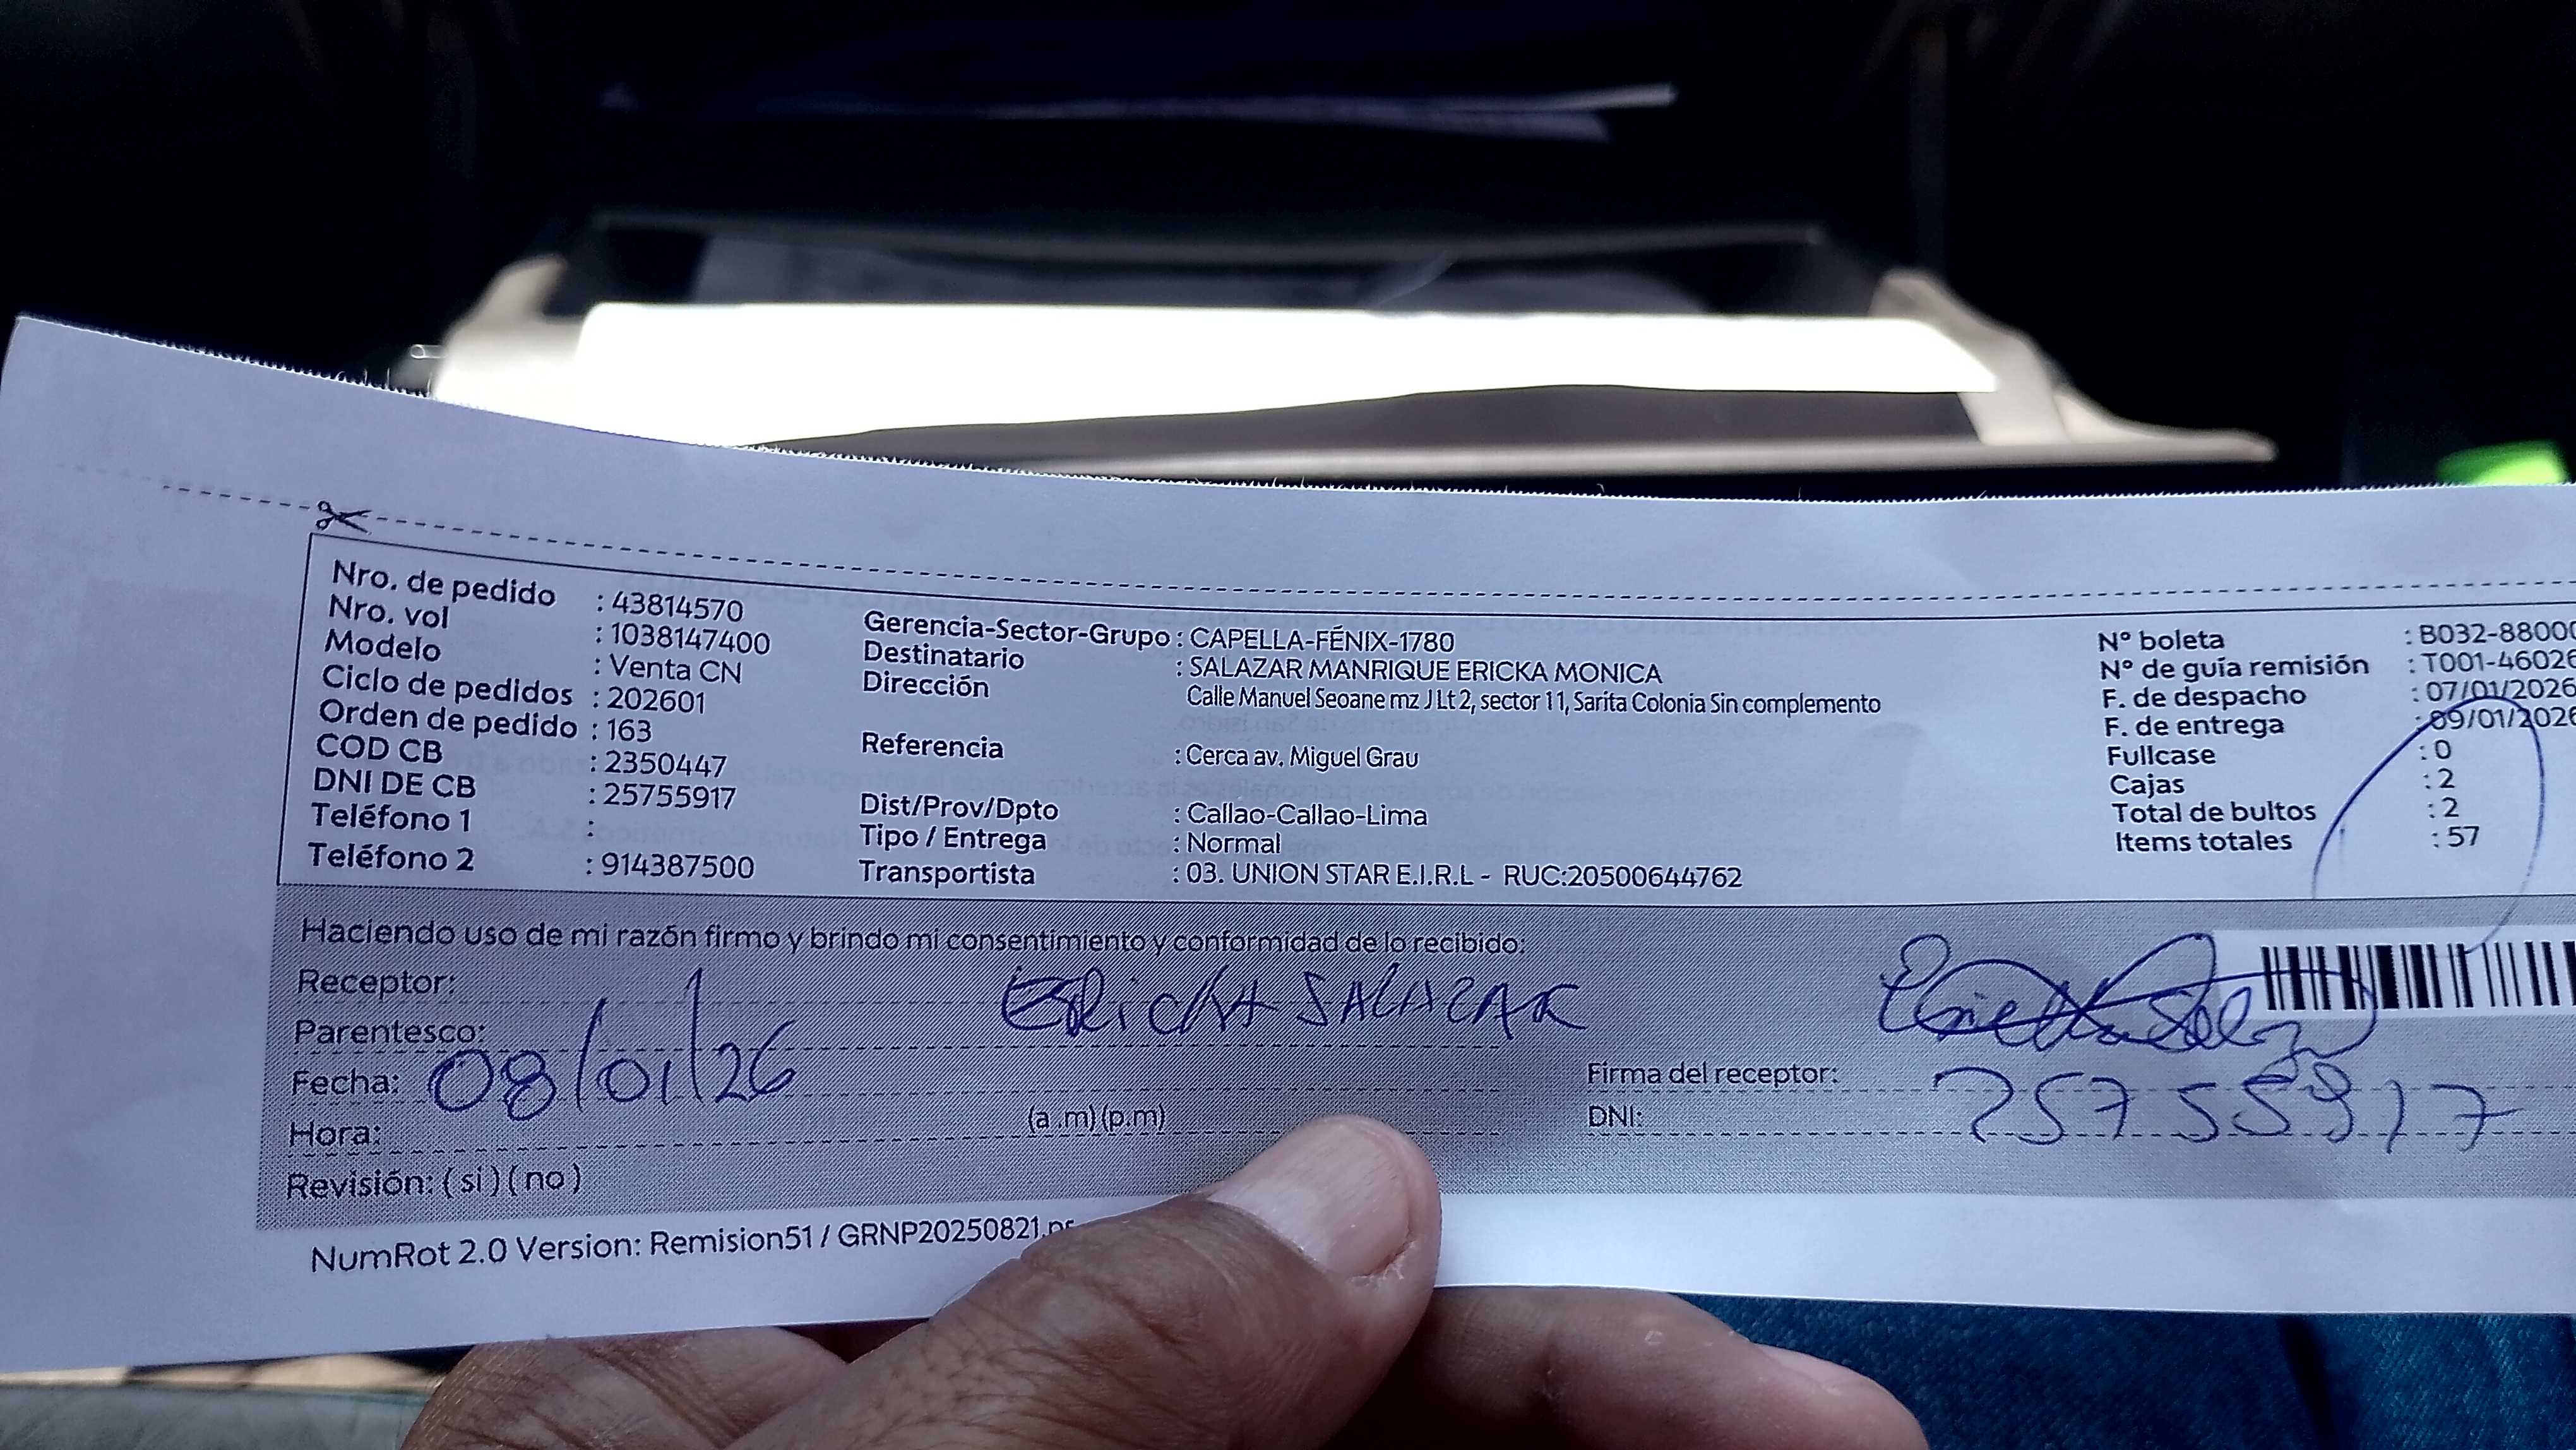 Nro. de pedido : 43814570
Nro. vol : 1038147400
Modelo : Venta CN
Ciclo de pedidos : 202601
Orden de pedido : 163
COD CB : 2350447
DNI DE CB : 25755917
Teléfono 1 :
Teléfono 2 : 914387500
Gerencia-Sector-Grupo : CAPELLA-FÉNIX-1780
Destinatario : SALAZAR MANRIQUE ERICKA MONICA
Dirección Calle Manuel Seoane mz J Lt 2, sector 11, Sarita Colonia Sin complemento
Referencia : Cerca av. Miguel Grau
Dist/Prov/Dpto : Callao-Callao-Lima
Tipo / Entrega : Normal
Transportista : 03. UNION STAR E.I.R.L - RUC:20500644762
N° boleta : B032-8800
N° de guía remisión : T001-46026
F. de despacho : 07/01/2026
F. de entrega : 09/01/2026
Fullcase : 0
Cajas : 2
Total de bultos : 2
Items totales : 57
Haciendo uso de mi razón firmo y brindo mi consentimiento y conformidad de lo recibido:
Receptor: ERICKA SALAZAR
Parentesco:
Fecha: 08/01/26
Hora: (a .m) (p.m)
Revisión: ( si ) ( no )
Firma del receptor:
DNI: 25755917
NumRot 2.0 Version: Remision51 / GRNP20250821